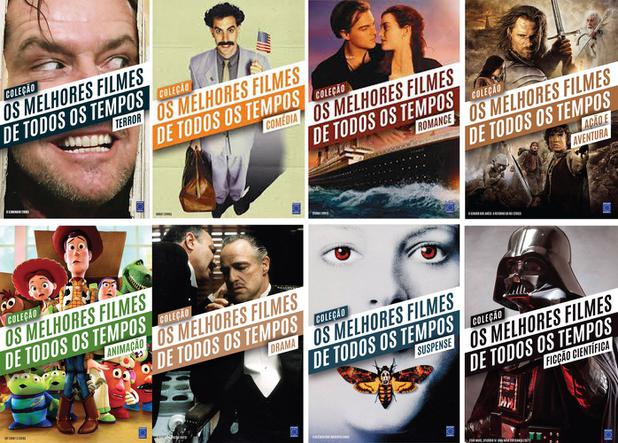 COLEÇÃO
OS MELHORES FILMES
DE TODOS OS TEMPOS
TERROR
COLEÇÃO
OS MELHORES FILMES
DE TODOS OS TEMPOS
COMÉDIA
COLEÇÃO
OS MELHORES FILMES
DE TODOS OS TEMPOS
ROMANCE
COLEÇÃO
OS MELHORES FILMES
DE TODOS OS TEMPOS
AÇÃO E
AVENTURA
COLEÇÃO
OS MELHORES FILMES
DE TODOS OS TEMPOS
ANIMAÇÃO
COLEÇÃO
OS MELHORES FILMES
DE TODOS OS TEMPOS
DRAMA
COLEÇÃO
OS MELHORES FILMES
DE TODOS OS TEMPOS
SUSPENSE
COLEÇÃO
OS MELHORES FILMES
DE TODOS OS TEMPOS
FICÇÃO CIENTÍFICA